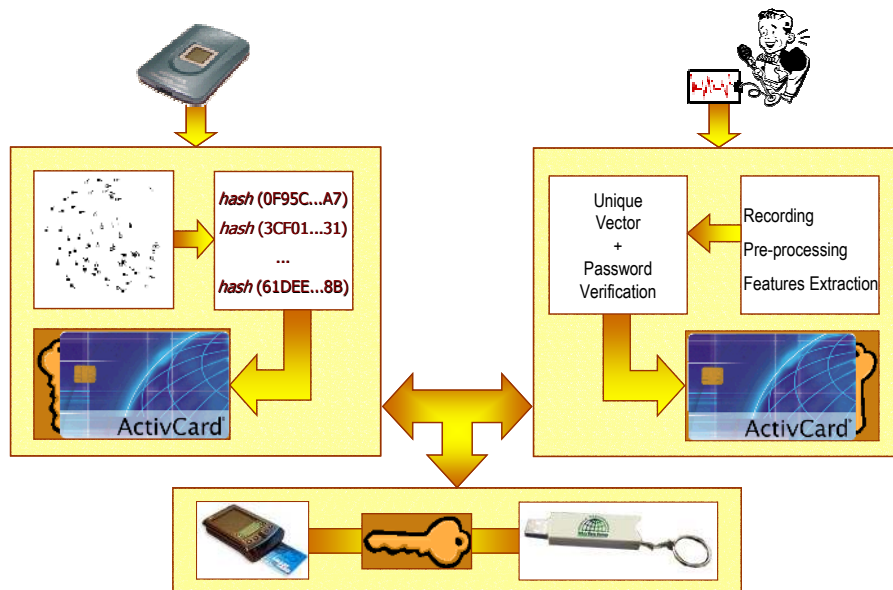 hash (0F95C...A7)
hash (3CF01...31)
...
hash (61DEE...8B)
ActivCard
Unique
Vector
+
Password
Verification
Recording
Pre-processing
Features Extraction
ActivCard